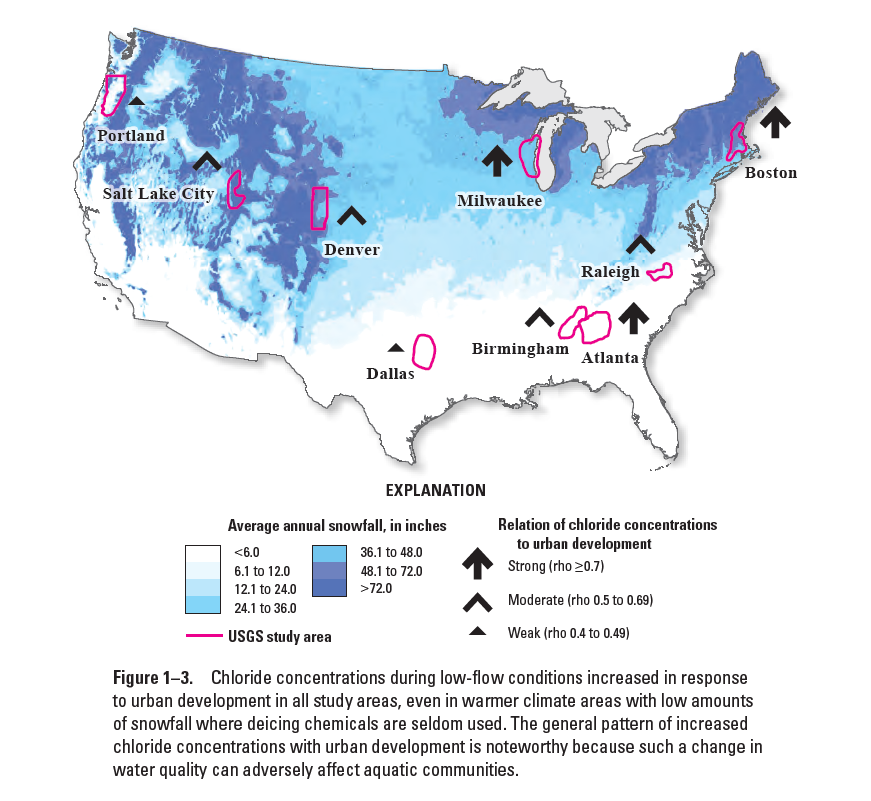 Portland
Salt Lake City
Denver
Milwaukee
Boston
Raleigh
Birmingham
Atlanta
Dallas
EXPLANATION
Average annual snowfall, in inches
<6.0
6.1 to 12.0
12.1 to 24.0
24.1 to 36.0
36.1 to 48.0
48.1 to 72.0
>72.0
USGS study area
Relation of chloride concentrations
to urban development
Strong (rho ≥0.7)
Moderate (rho 0.5 to 0.69)
Weak (rho 0.4 to 0.49)
Figure 1–3. Chloride concentrations during low-flow conditions increased in response
to urban development in all study areas, even in warmer climate areas with low amounts
of snowfall where deicing chemicals are seldom used. The general pattern of increased
chloride concentrations with urban development is noteworthy because such a change in
water quality can adversely affect aquatic communities.